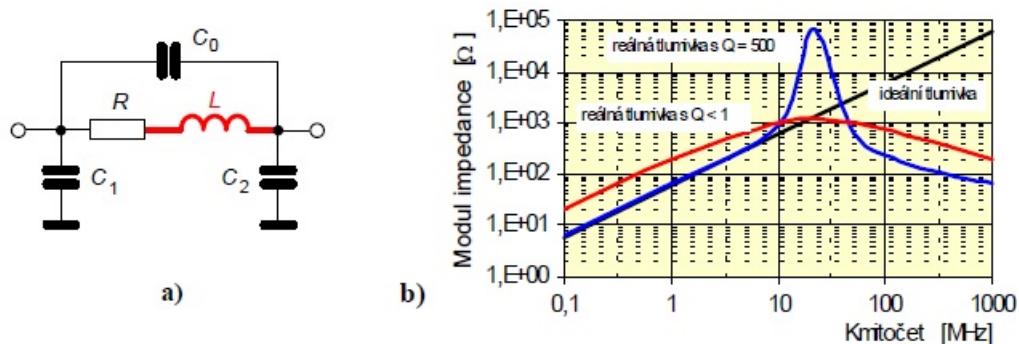 C0
R
L
C1
C2
a)
b)
Modul impedance [Ω]
1,E+05
1,E+04
1,E+03
1,E+02
1,E+01
1,E+00
reálná tlumivka s Q = 500
ideální tlumivka
reálná tlumivka s Q < 1
0,1
1
10
100
1000
Kmitočet [MHz]